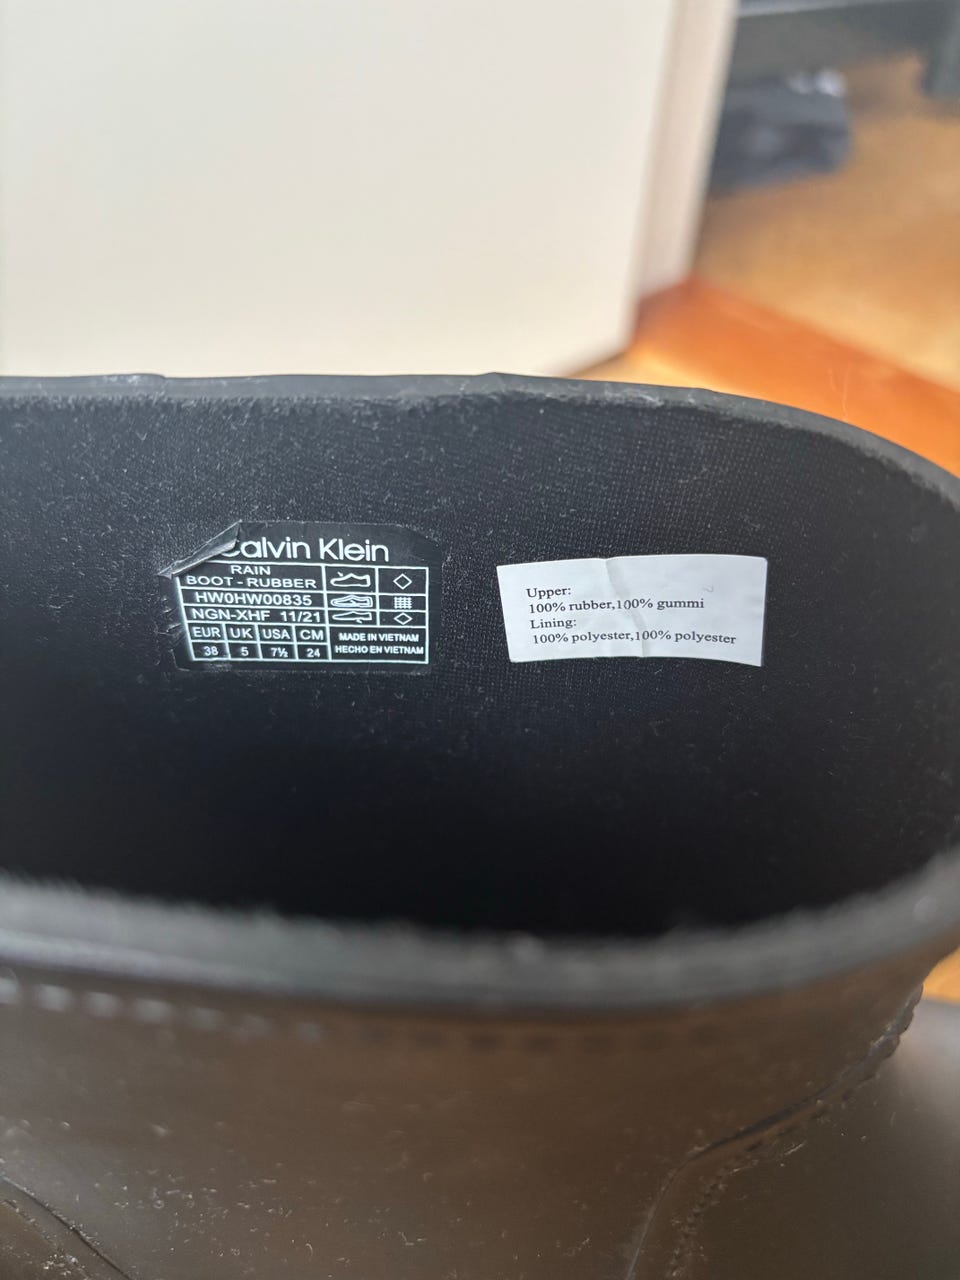 Calvin Klein
RAIN
BOOT - RUBBER
HW0HW00835
NGN-XHF 11/21
EUR UK USA CM
38 5 7½ 24
MADE IN VIETNAM
HECHO EN VIETNAM
Upper:
100% rubber,100% gummi
Lining:
100% polyester,100% polyester